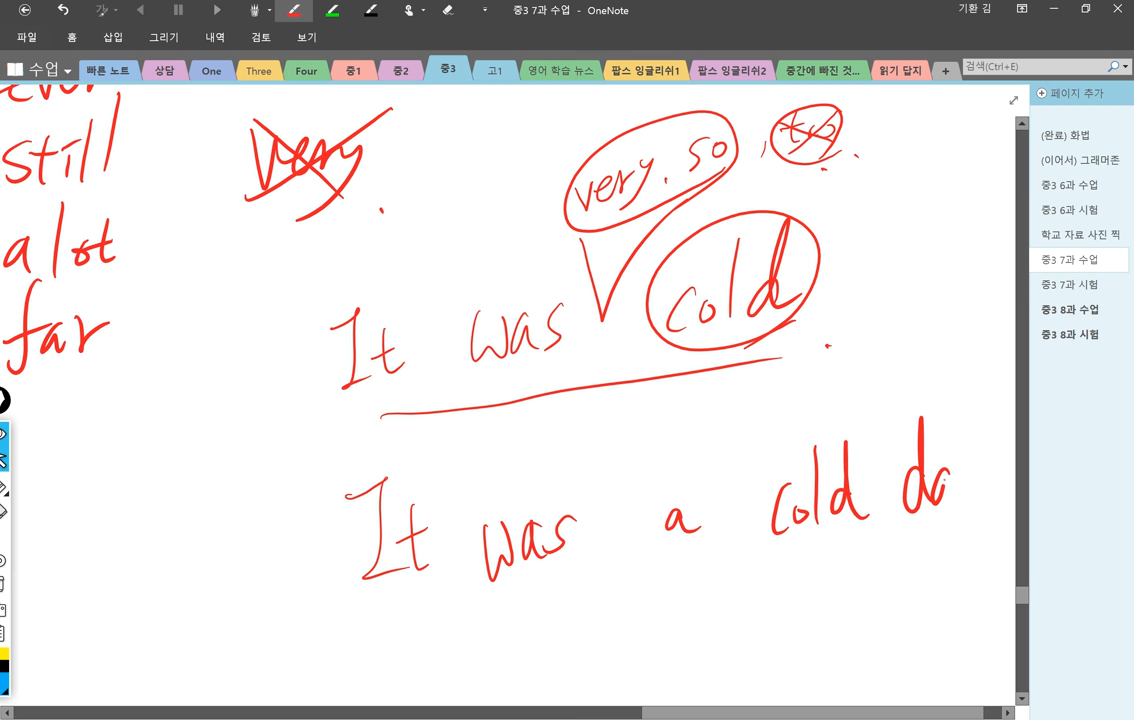 중3 7과 수업 - OneNote
기환 김
파일 홈 삽입 그리기 내역 검토 보기
수업 빠른 노트 상담 One Three Four 중1 중2 중3 고1 영어 학습 뉴스 팝스 잉글리쉬1 팝스 잉글리쉬2 중간에 빠진 것... 읽기 답지 +
검색(Ctrl+E)
페이지 추가
(완료) 화법
(이어서) 그래머존
중3 6과 수업
중3 6과 시험
학교 자료 사진 찍
중3 7과 수업
중3 7과 시험
중3 8과 수업
중3 8과 시험
even
still
a lot
far
very.
very. so, too.
It was cold.
It was a cold da